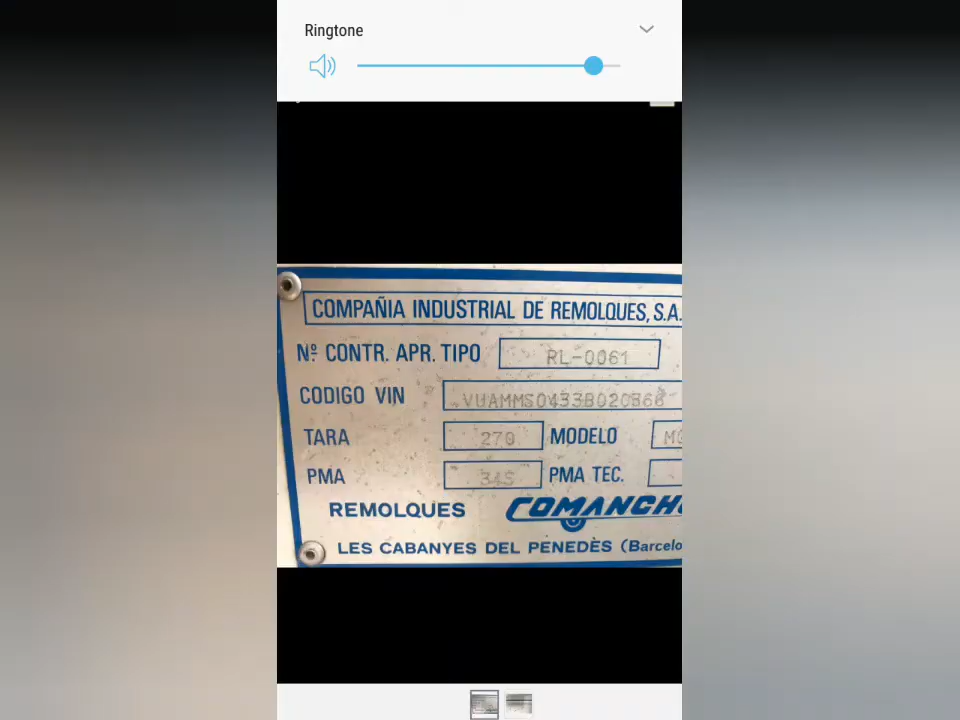 Ringtone
COMPAÑIA INDUSTRIAL DE REMOLQUES, S.A.
Nº CONTR. APR. TIPO RL-0061
CODIGO VIN
TARA 270 MODELO
PMA PMA TEC.
REMOLQUES
LES CABANYES DEL PENEDÈS